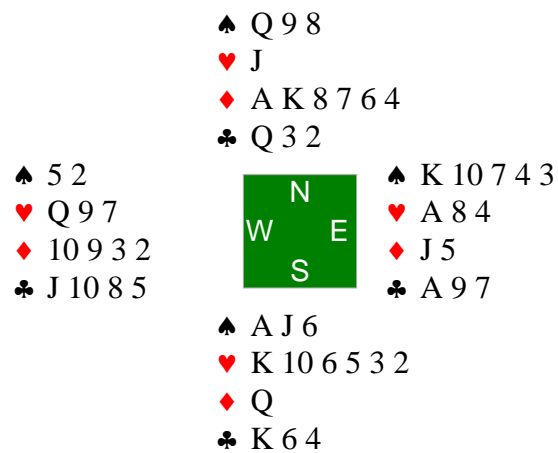 ♠ Q 9 8
♥ J
♦ A K 8 7 6 4
♣ Q 3 2
♠ 5 2
♥ Q 9 7
♦ 10 9 3 2
♣ J 10 8 5
N
W E
S
♠ K 10 7 4 3
♥ A 8 4
♦ J 5
♣ A 9 7
♠ A J 6
♥ K 10 6 5 3 2
♦ Q
♣ K 6 4